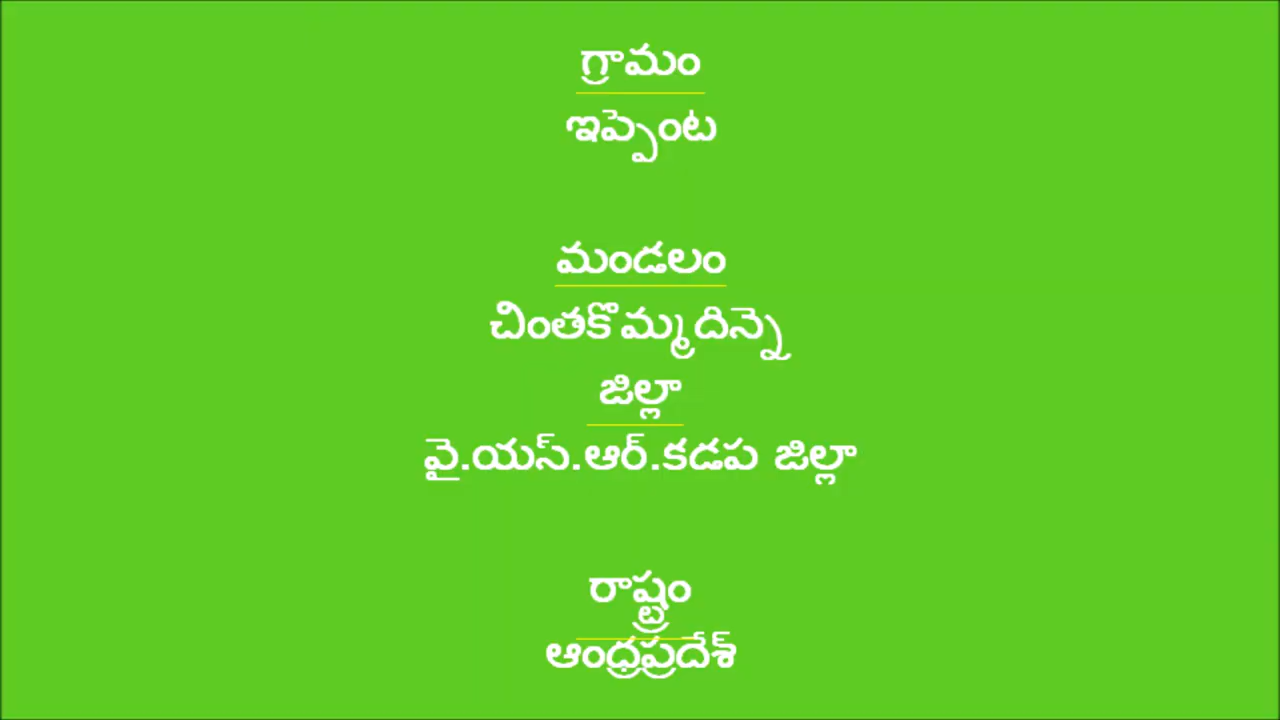 గ్రామం
ఇప్పెంట
మండలం
చింతకొమ్మదిన్నె
జిల్లా
వై.యస్.ఆర్.కడప జిల్లా
రాష్ట్రం
ఆంధ్రప్రదేశ్